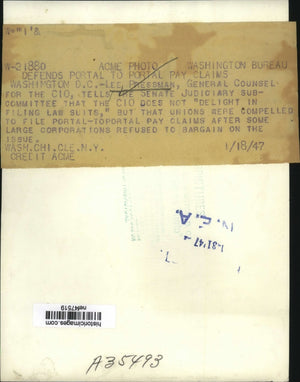 W-21880 ACME PHOTO WASHINGTON BUREAU
DEFENDS PORTAL TO PORTAL PAY CLAIMS
WASHINGTON D.C.-LEE PRESSMAN, GENERAL COUNSEL
FOR THE CIO, TELLS THE SENATE JUDICIARY SUB-
COMMITTEE THAT THE CIO DOES NOT "DELIGHT IN
FILING LAW SUITS," BUT THAT UNIONS WERE COMPELLED
TO FILE PORTAL-TOPORTAL PAY CLAIMS AFTER SOME
LARGE CORPORATIONS REFUSED TO BARGAIN ON THE
ISSUE.
WASH.CHI.CLE.N.Y. 1/18/47
CREDIT ACME
N.E.A.
historicimages.com
nef47519
A35493